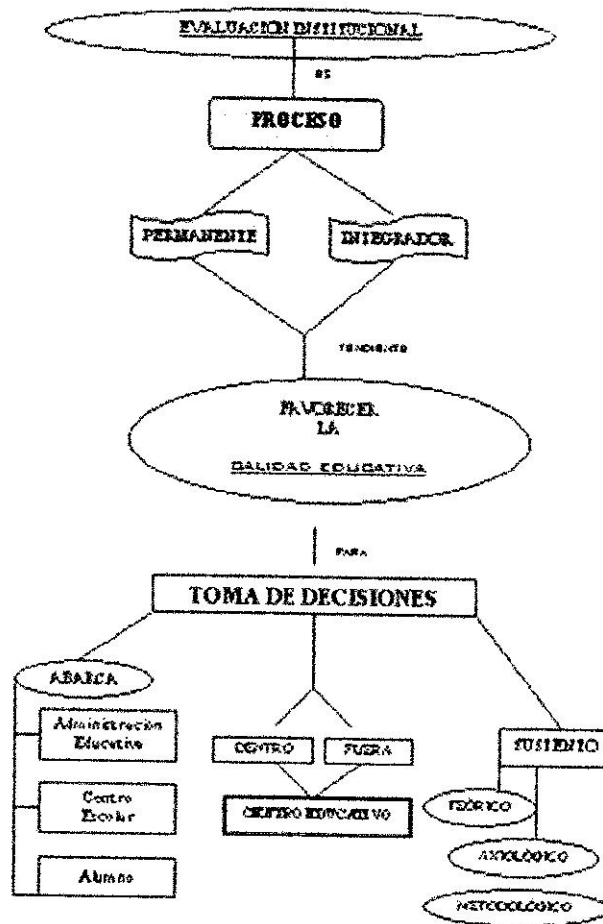 EVALUACION INSTITUCIONAL
ES
PROCESO
PERMANENTE
INTEGRADOR
TENDIENTE
FAVORECER
LA
CALIDAD EDUCATIVA
PARA
TOMA DE DECISIONES
ABARCA
Administración
Educativa
Centro
Escolar
Alumno
DENTRO
FUERA
CENTRO EDUCATIVO
SUSTENTO
TEÓRICO
AXIOLÓGICO
METODOLÓGICO